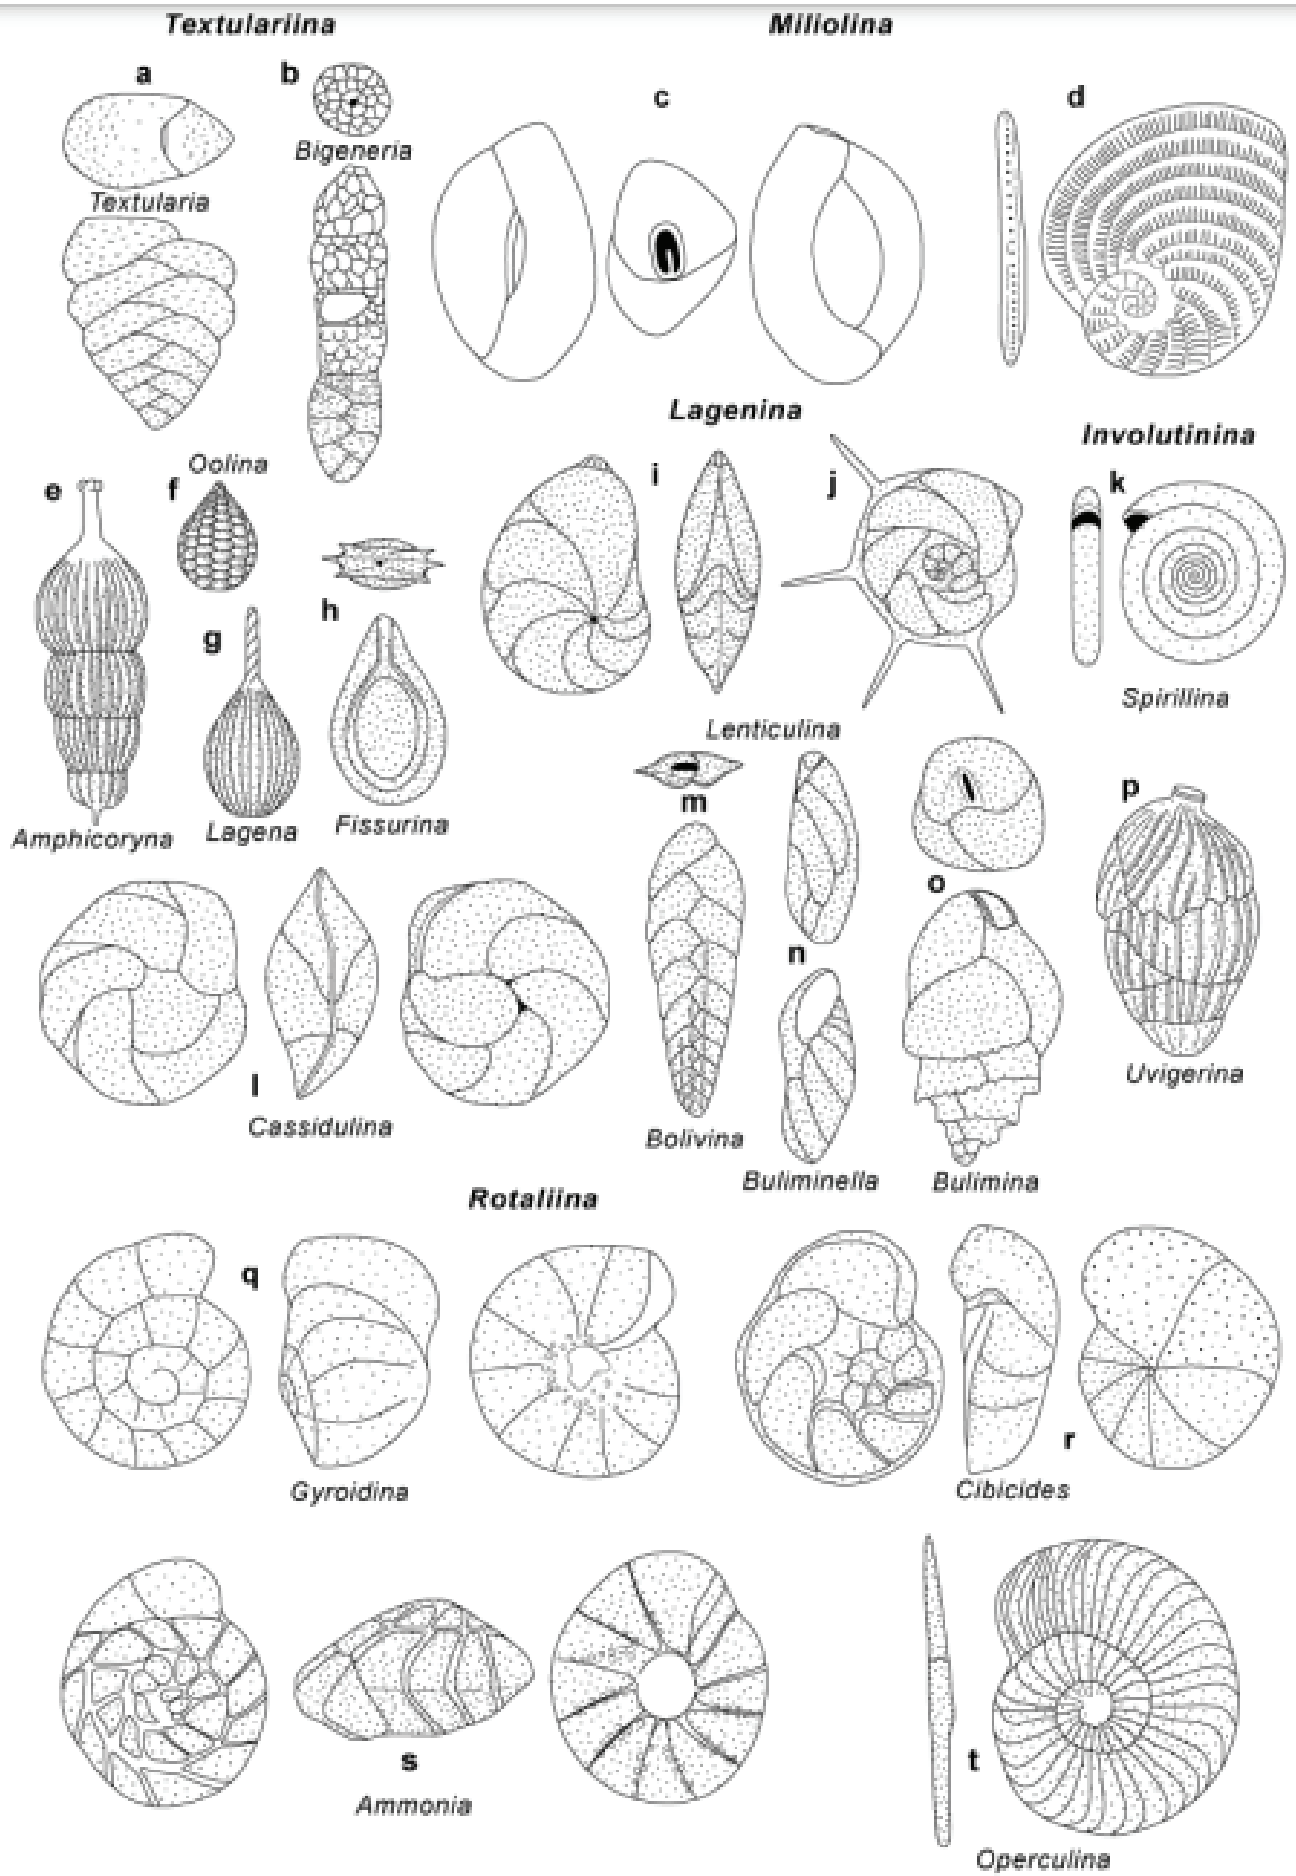 Textulariina
Miliolina
a
b
c
d
Bigeneria
Textularia
Lagenina
Involutinina
Oolina
e
f
i
j
k
h
g
Spirillina
Lenticulina
m
p
Amphicoryna
Lagena
Fissurina
o
n
l
Cassidulina
Bolivina
Uvigerina
Buliminella
Bulimina
Rotaliina
q
r
Gyroidina
Cibicides
s
t
Ammonia
Operculina